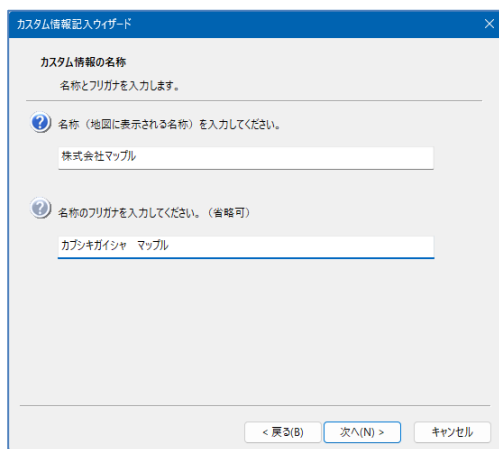 カスタム情報記入ウィザード
カスタム情報の名称
名称とフリガナを入力します。
名称（地図に表示される名称）を入力してください。
株式会社マップル
名称のフリガナを入力してください。（省略可）
カブシキガイシャ　マップル
< 戻る(B) 次へ(N) > キャンセル